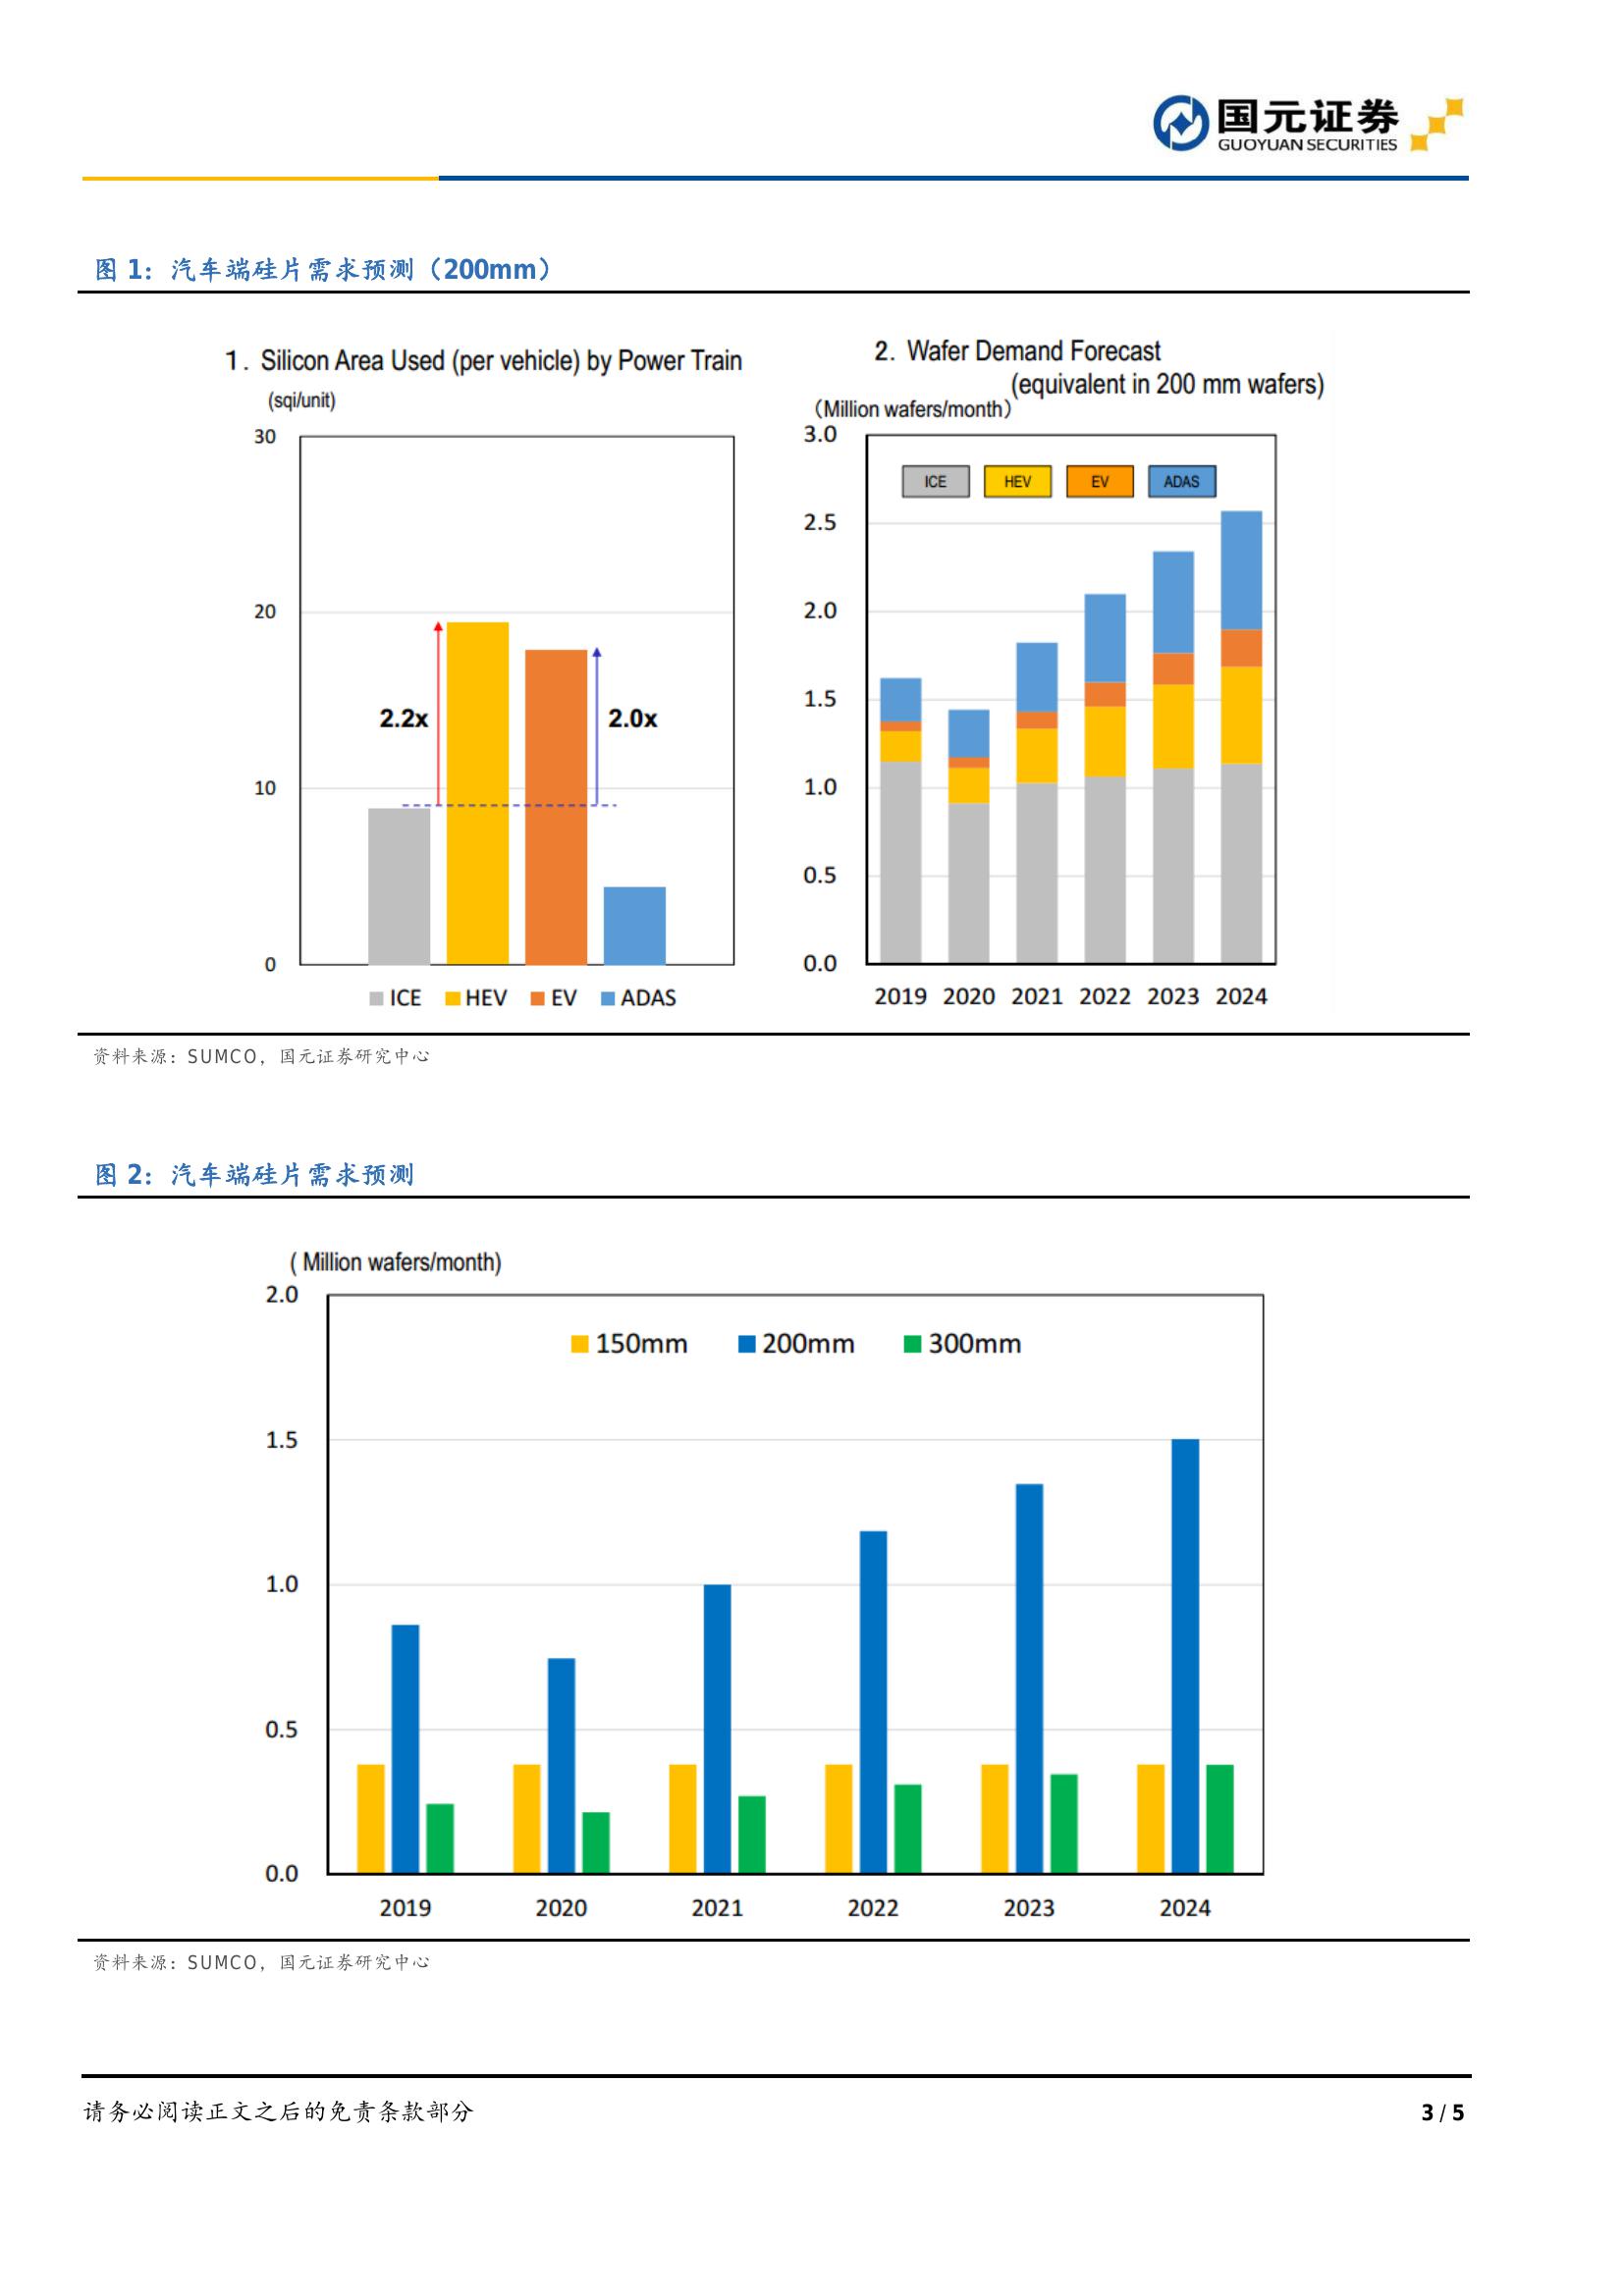 国元证券
GUOYUAN SECURITIES
图 1：汽车端硅片需求预测（200mm）
1. Silicon Area Used (per vehicle) by Power Train
(sqi/unit)
30
20
10
0
2.2x
2.0x
ICE HEV EV ADAS
2. Wafer Demand Forecast
(equivalent in 200 mm wafers)
（Million wafers/month）
3.0
2.5
2.0
1.5
1.0
0.5
0.0
ICE HEV EV ADAS
2019 2020 2021 2022 2023 2024
资料来源：SUMCO，国元证券研究中心
图 2：汽车端硅片需求预测
( Million wafers/month)
2.0
1.5
1.0
0.5
0.0
150mm 200mm 300mm
2019 2020 2021 2022 2023 2024
资料来源：SUMCO，国元证券研究中心
请务必阅读正文之后的免责条款部分
3 / 5